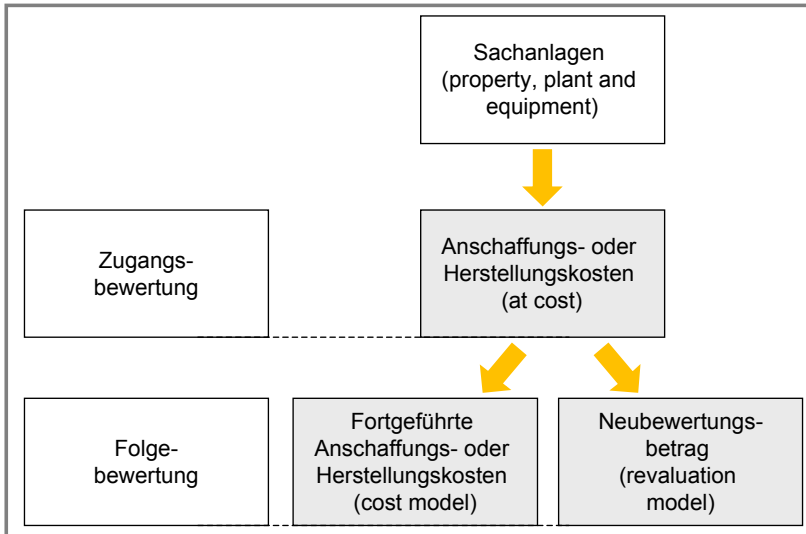 Sachanlagen
(property, plant and
equipment)
Zugangs-
bewertung
Anschaffungs- oder
Herstellungskosten
(at cost)
Folge-
bewertung
Fortgeführte
Anschaffungs- oder
Herstellungskosten
(cost model)
Neubewertungs-
betrag
(revaluation
model)